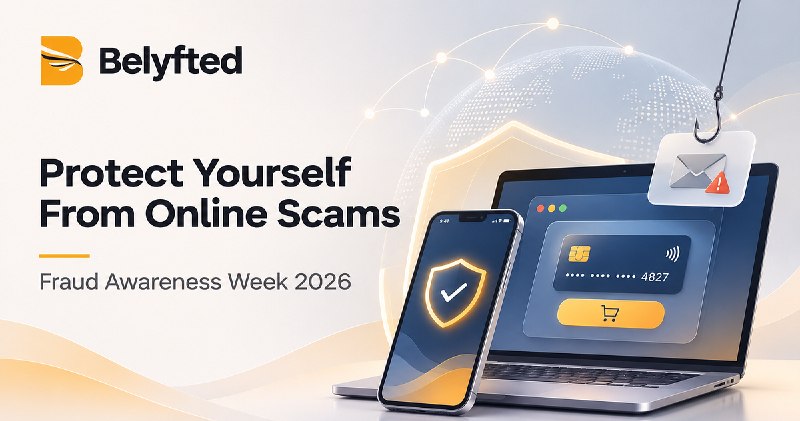 Belyfted
Protect Yourself
From Online Scams
Fraud Awareness Week 2026
•••• •••• •••• 4827